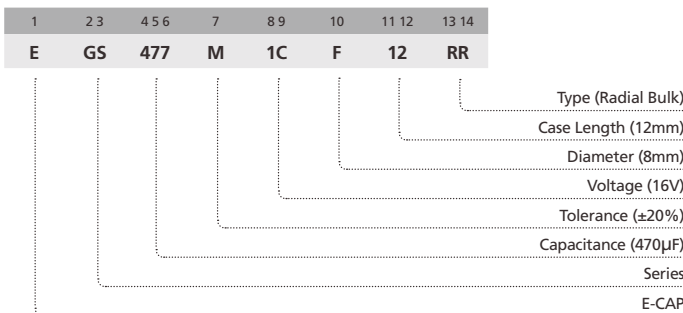 1 2 3 4 5 6 7 8 9 10 11 12 13 14
E GS 477 M 1C F 12 RR
Type (Radial Bulk)
Case Length (12mm)
Diameter (8mm)
Voltage (16V)
Tolerance (±20%)
Capacitance (470µF)
Series
E-CAP